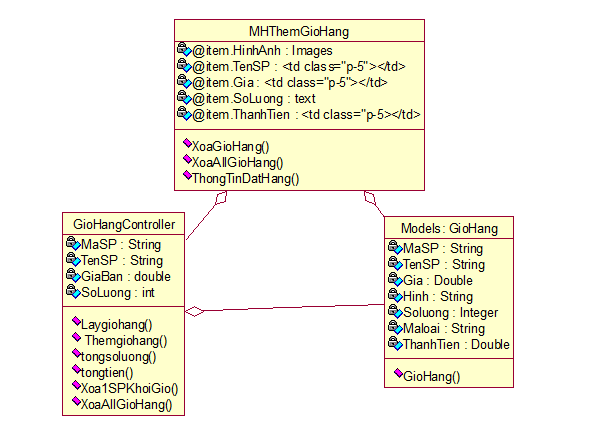 MHThemGioHang
@item.HinhAnh : Images
@item.TenSP : <td class="p-5"></td>
@item.Gia : <td class="p-5"></td>
@item.SoLuong : text
@item.ThanhTien : <td class="p-5></td>
XoaGioHang()
XoaAllGioHang()
ThongTinDatHang()
GioHangController
MaSP : String
TenSP : String
GiaBan : double
SoLuong : int
Laygiohang()
Themgiohang()
tongsoluong()
tongtien()
Xoa1SPKhoiGio()
XoaAllGioHang()
Models: GioHang
MaSP : String
TenSP : String
Gia : Double
Hinh : String
Soluong : Integer
Maloai : String
ThanhTien : Double
GioHang()